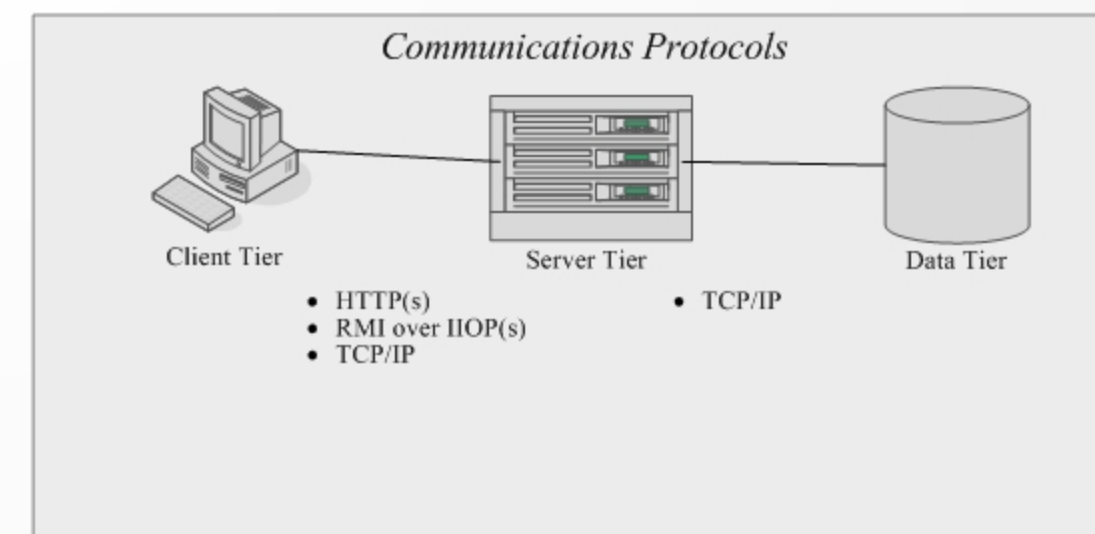 Communications Protocols
Client Tier
Server Tier
Data Tier
• HTTP(s)
• RMI over IIOP(s)
• TCP/IP
• TCP/IP